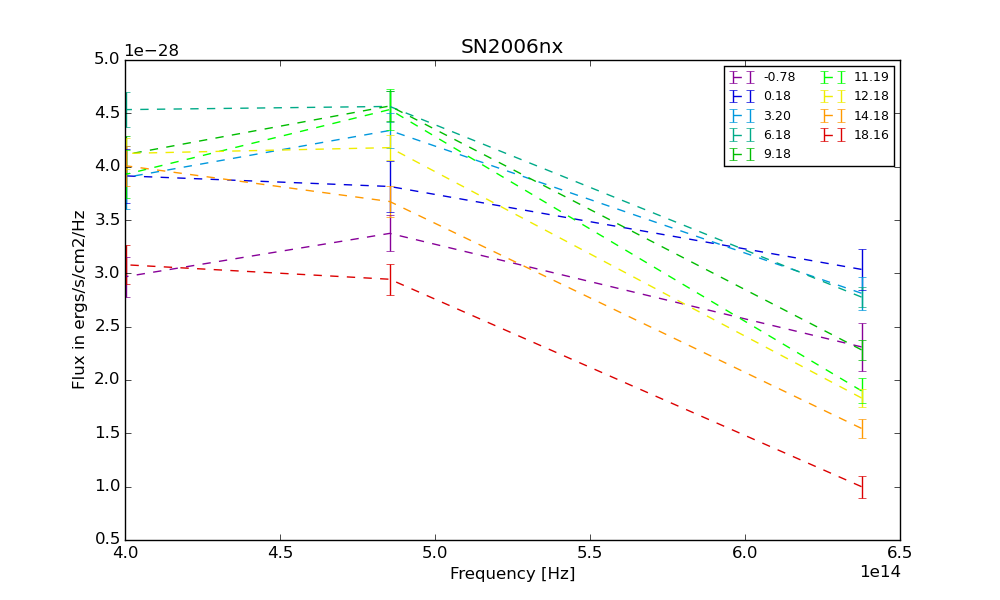 SN2006nx
1e−28
5.0
4.5
4.0
3.5
3.0
2.5
2.0
1.5
1.0
0.5
Flux in ergs/s/cm2/Hz
-0.78 11.19
0.18 12.18
3.20 14.18
6.18 18.16
9.18
4.0 4.5 5.0 5.5 6.0 6.5
Frequency [Hz]
1e14